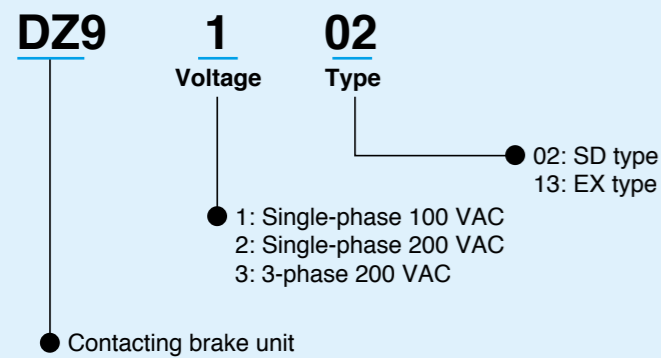 DZ9 1 02
Voltage Type
02: SD type
13: EX type
1: Single-phase 100 VAC
2: Single-phase 200 VAC
3: 3-phase 200 VAC
Contacting brake unit